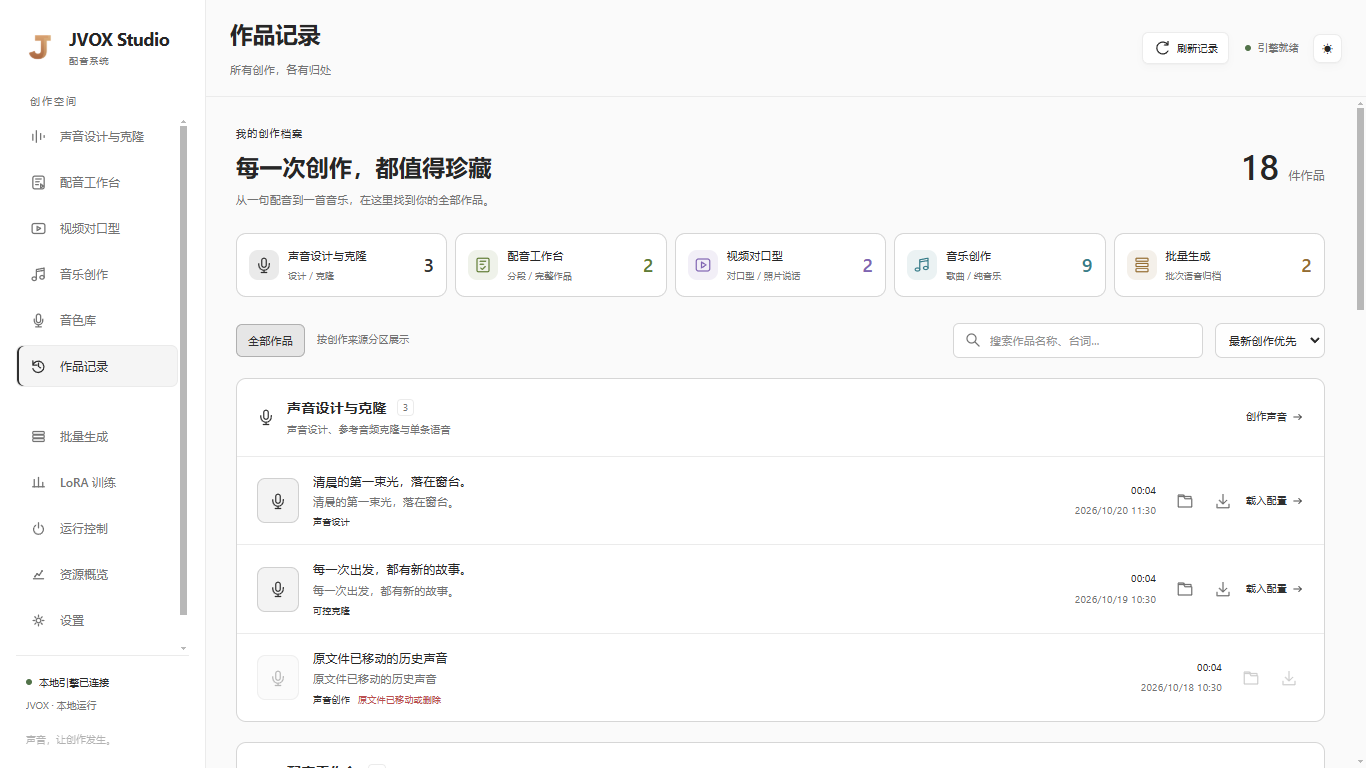 JVOX Studio
配音系统
创作空间
声音设计与克隆
配音工作台
视频对口型
音乐创作
音色库
作品记录
批量生成
LoRA 训练
运行控制
资源概览
设置
本地引擎已连接
JVOX · 本地运行
声音，让创作发生。
作品记录
所有创作，各有归处
刷新记录
引擎就绪
我的创作档案
每一次创作，都值得珍藏
从一句配音到一首音乐，在这里找到你的全部作品。
18 件作品
声音设计与克隆
设计 / 克隆
3
配音工作台
分段 / 完整作品
2
视频对口型
对口型 / 照片说话
2
音乐创作
歌曲 / 纯音乐
9
批量生成
批次语音归档
2
全部作品
按创作来源分区展示
搜索作品名称、台词...
最新创作优先
声音设计与克隆 3
声音设计、参考音频克隆与单条语音
创作声音 →
清晨的第一束光，落在窗台。
清晨的第一束光，落在窗台。
声音设计
00:04
2026/10/20 11:30
载入配置 →
每一次出发，都有新的故事。
每一次出发，都有新的故事。
可控克隆
00:04
2026/10/19 10:30
载入配置 →
原文件已移动的历史声音
原文件已移动的历史声音
声音创作 原文件已移动或删除
00:04
2026/10/18 10:30